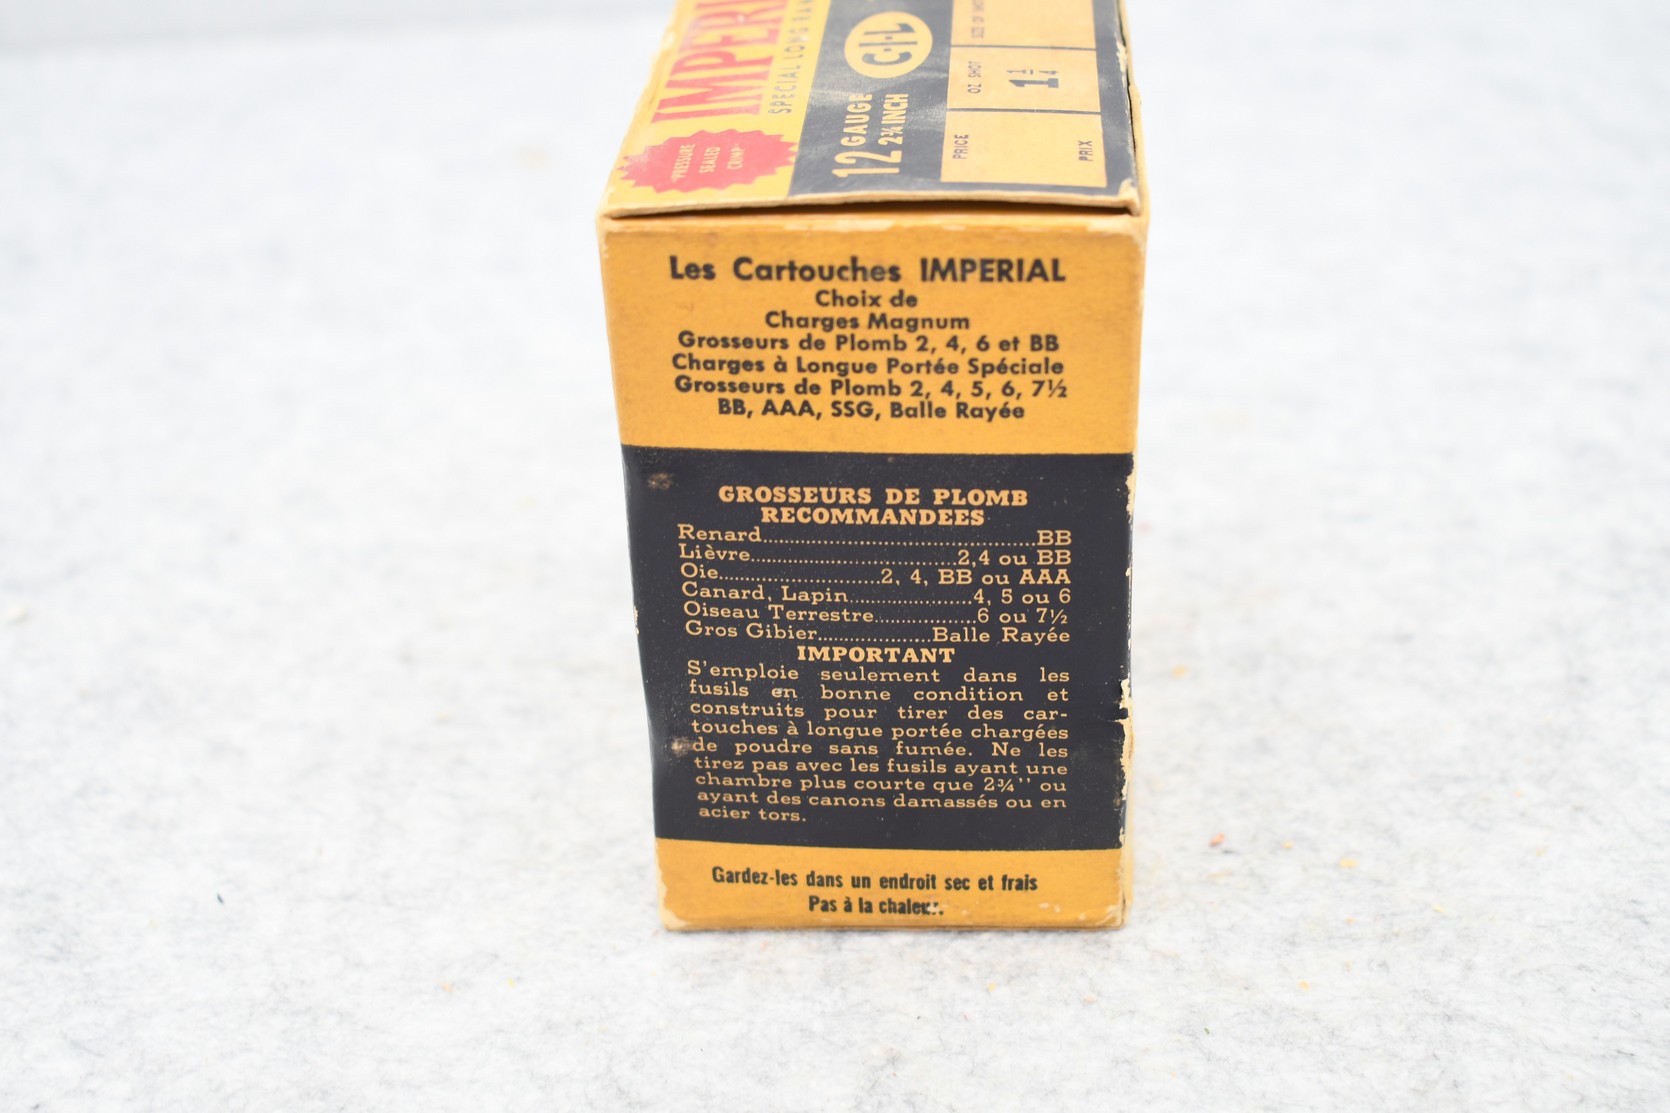 IMPERI
SPECIAL LONG RAN
PRESSURE
SEALED
CRIMP
12 GAUGE
2¾ INCH
C-I-L
OZ SHOT
1 1/4
PRICE
PRIX
Les Cartouches IMPERIAL
Choix de
Charges Magnum
Grosseurs de Plomb 2, 4, 6 et BB
Charges à Longue Portée Spéciale
Grosseurs de Plomb 2, 4, 5, 6, 7½
BB, AAA, SSG, Balle Rayée
GROSSEURS DE PLOMB
RECOMMANDEES
Renard..............................................BB
Lièvre..................................2,4 ou BB
Oie..........................2, 4, BB ou AAA
Canard, Lapin....................4, 5 ou 6
Oiseau Terrestre.................6 ou 7½
Gros Gibier...................Balle Rayée
IMPORTANT
S'emploie seulement dans les
fusils en bonne condition et
construits pour tirer des car-
touches à longue portée chargées
de poudre sans fumée. Ne les
tirez pas avec les fusils ayant une
chambre plus courte que 2¾'' ou
ayant des canons damassés ou en
acier tors.
Gardez-les dans un endroit sec et frais
Pas à la chaleur.